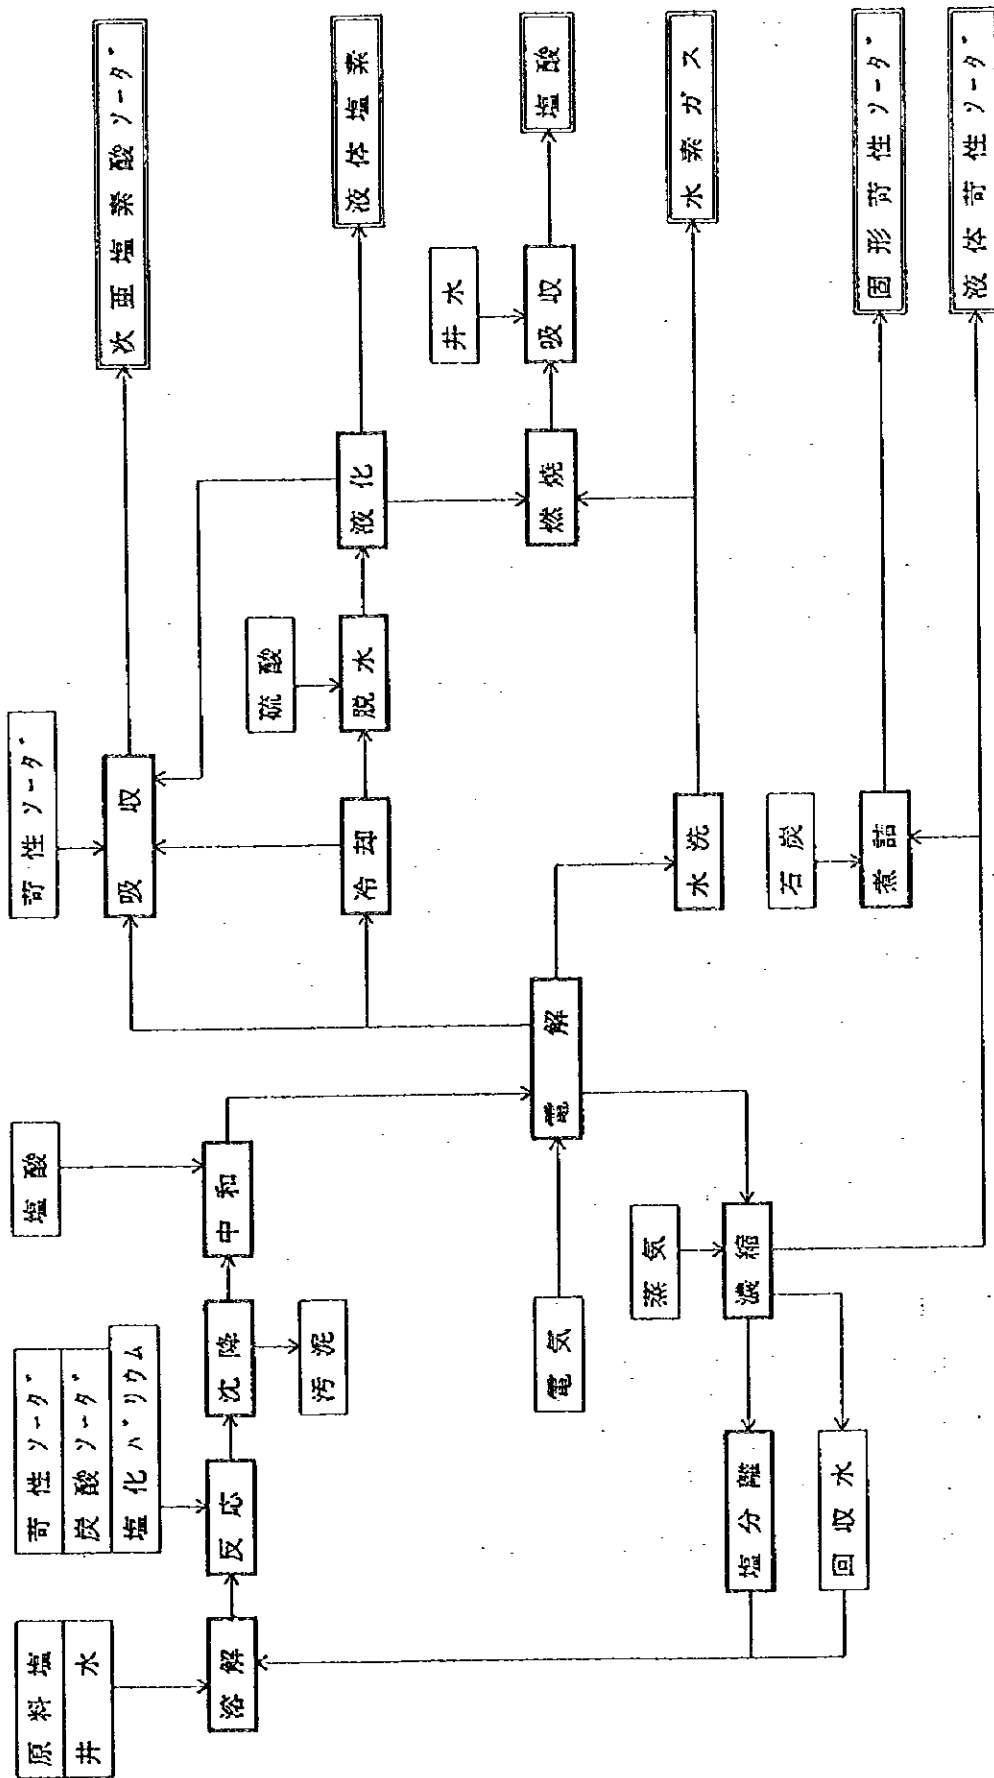 原料塩
井水
苛性ソーダ
炭酸ソーダ
塩化バリウム
塩酸
苛性ソーダ
次亜塩素酸ソーダ
溶解
反応
沈降
中和
吸収
汚泥
硫酸
冷却
脱水
液化
液体塩素
井水
電気
電解
燃焼
吸収
塩酸
蒸気
水洗
水素ガス
塩分離
濃縮
石炭
回収水
煮詰
固形苛性ソーダ
液体苛性ソーダ